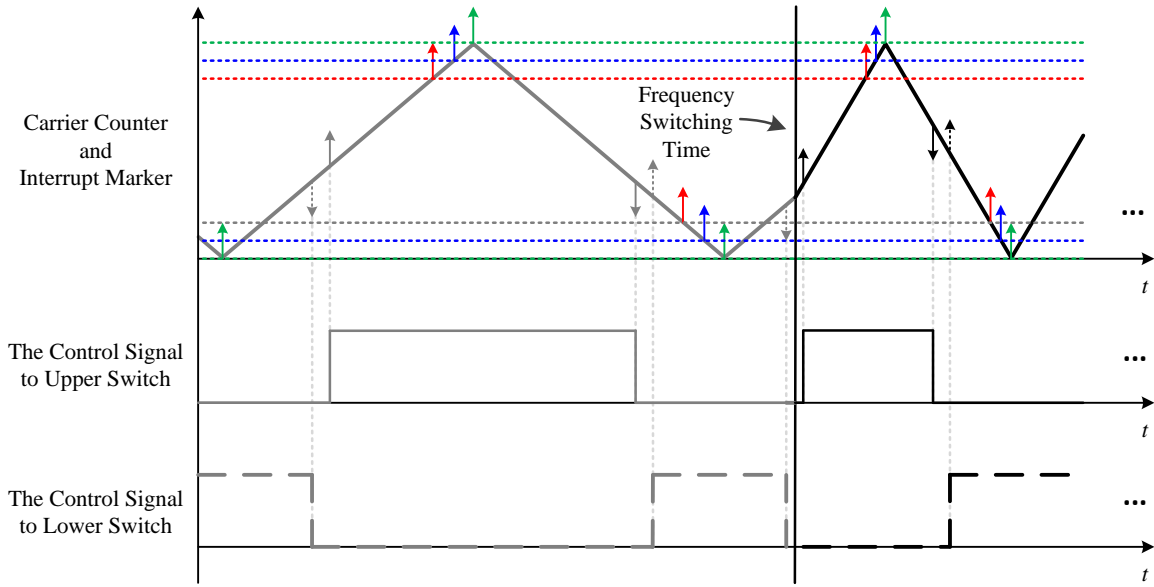 Frequency
Switching
Time
Carrier Counter
and
Interrupt Marker
...
t
The Control Signal
to Upper Switch
...
t
The Control Signal
to Lower Switch
...
t